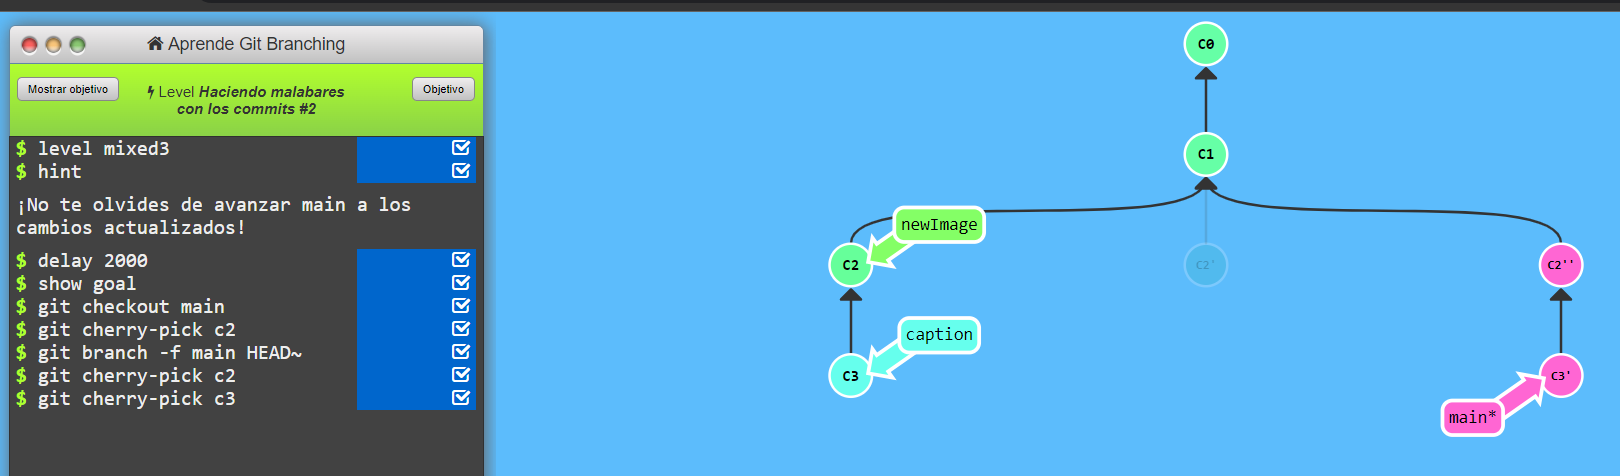 Aprende Git Branching
Mostrar objetivo
Level Haciendo malabares
con los commits #2
Objetivo
$ level mixed3
$ hint
¡No te olvides de avanzar main a los
cambios actualizados!
$ delay 2000
$ show goal
$ git checkout main
$ git cherry-pick c2
$ git branch -f main HEAD~
$ git cherry-pick c2
$ git cherry-pick c3
C0
C1
newImage
C2
C2'
C2''
caption
C3
C3'
main*